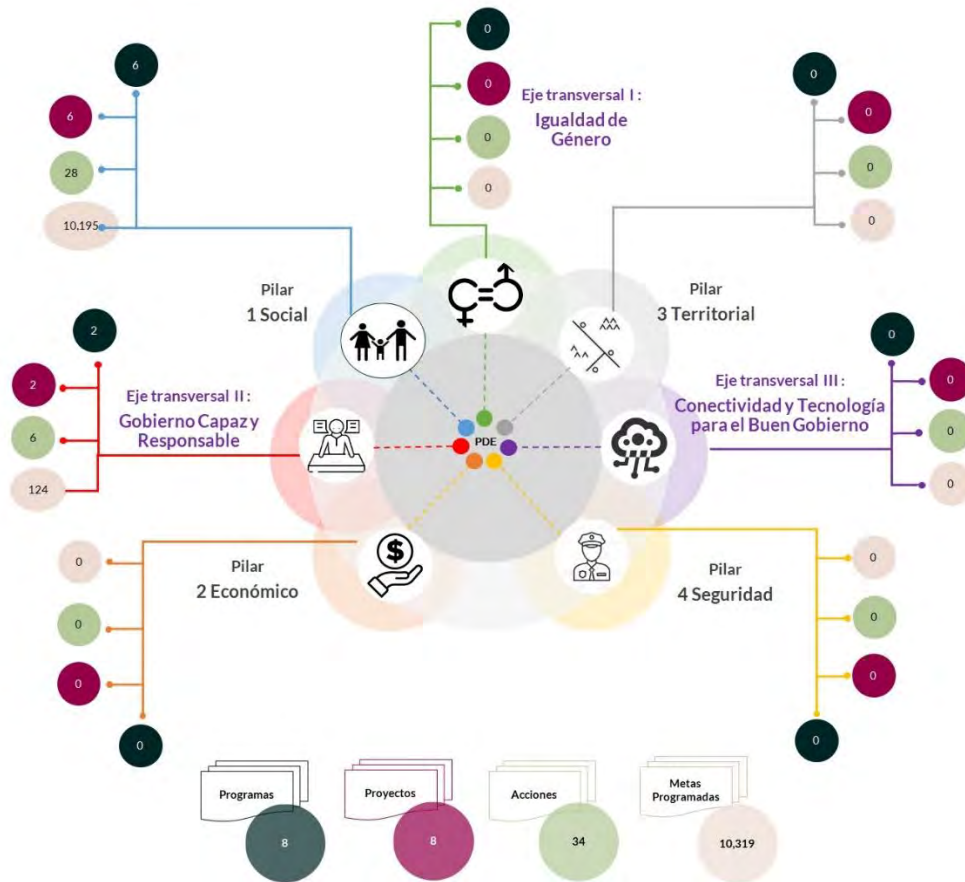 0
6
0
0
Eje transversal I :
Igualdad de
Género
0
6
0
28
0
0
0
10,195
0
Pilar
1 Social
Pilar
3 Territorial
2
0
2
Eje transversal II :
Gobierno Capaz y
Responsable
6
124
PDE
Eje transversal III :
Conectividad y Tecnología
para el Buen Gobierno
0
0
0
0
0
0
0
Pilar
2 Económico
Pilar
4 Seguridad
0
0
0
0
Programas
8
Proyectos
8
Acciones
34
Metas
Programadas
10,319